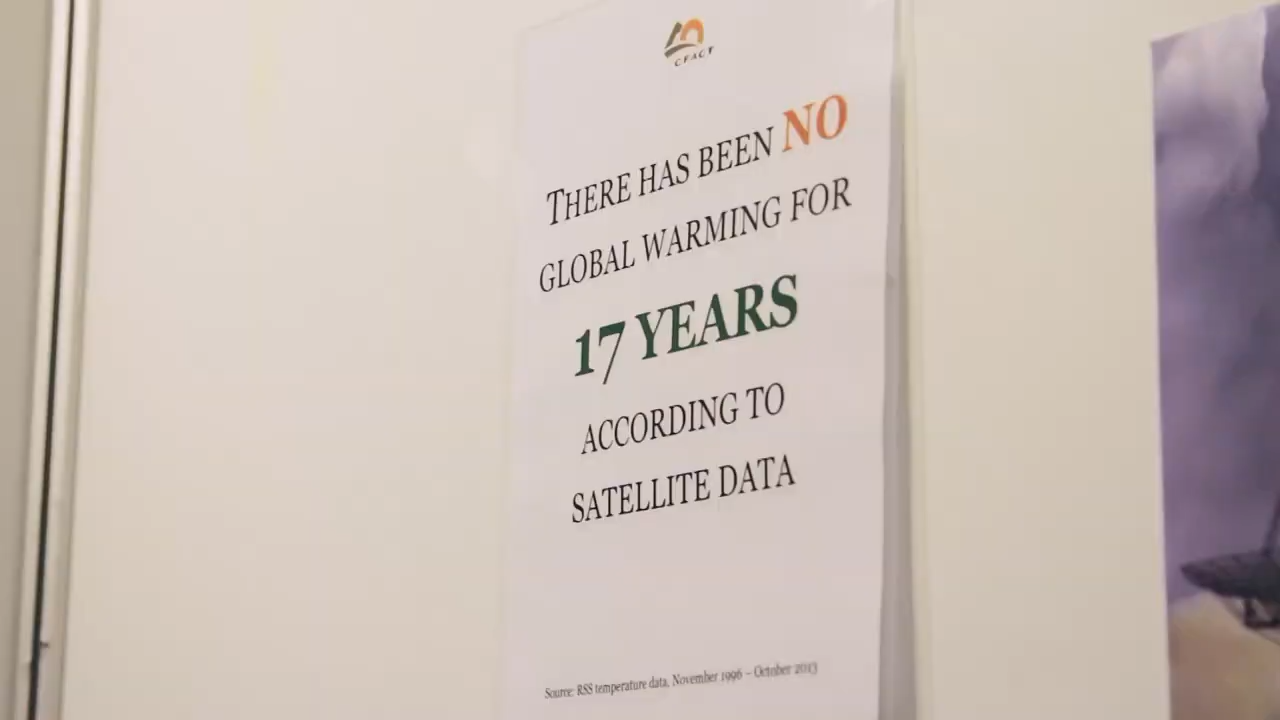 CFACT
THERE HAS BEEN NO
GLOBAL WARMING FOR
17 YEARS
ACCORDING TO
SATELLITE DATA
Source: RSS temperature data, November 1996 – October 2013